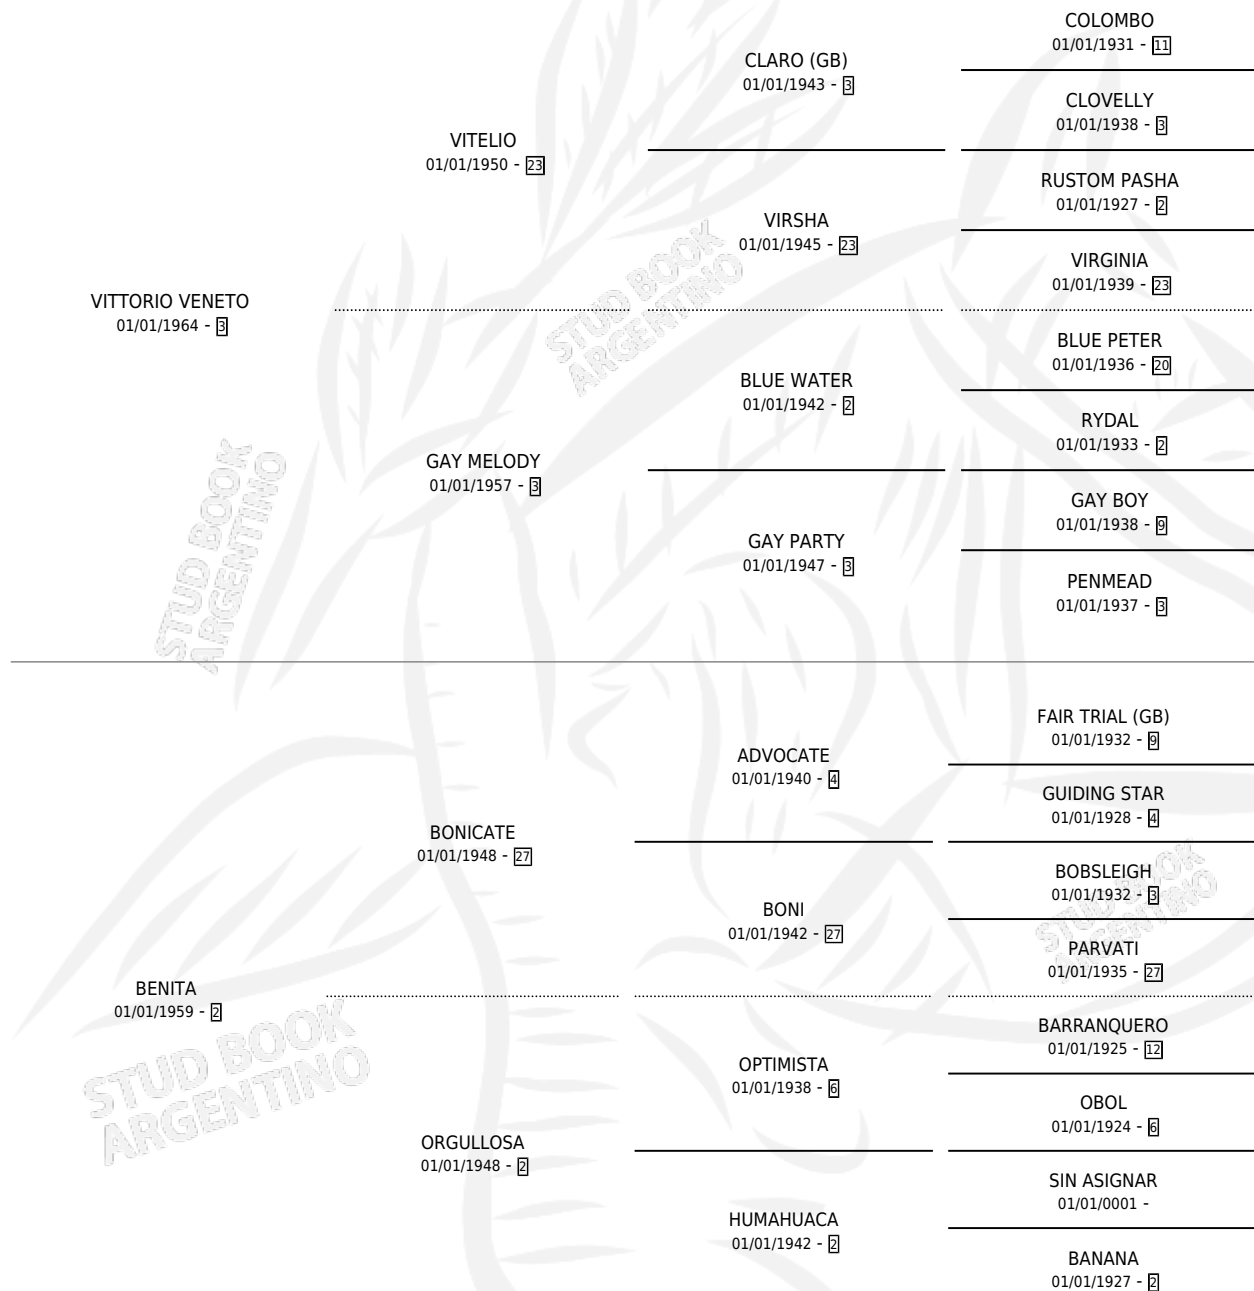 COLOMBO
01/01/1931 - 11
CLARO (GB)
01/01/1943 - 3
CLOVELLY
01/01/1938 - 3
VITELIO
01/01/1950 - 23
RUSTOM PASHA
01/01/1927 - 2
VIRSHA
01/01/1945 - 23
VIRGINIA
01/01/1939 - 23
STUD BOOK
ARGENTINO
VITTORIO VENETO
01/01/1964 - 3
BLUE PETER
01/01/1936 - 20
BLUE WATER
01/01/1942 - 2
RYDAL
01/01/1933 - 2
GAY MELODY
01/01/1957 - 3
GAY BOY
01/01/1938 - 9
GAY PARTY
01/01/1947 - 3
PENMEAD
01/01/1937 - 3
STUD BOOK
ARGENTINO
FAIR TRIAL (GB)
01/01/1932 - 9
ADVOCATE
01/01/1940 - 4
GUIDING STAR
01/01/1928 - 4
BONICATE
01/01/1948 - 27
BOBSLEIGH
01/01/1932 - 3
BONI
01/01/1942 - 27
PARVATI
01/01/1935 - 27
STUD BOOK
ARGENTINO
BENITA
01/01/1959 - 2
BARRANQUERO
01/01/1925 - 12
OPTIMISTA
01/01/1938 - 6
OBOL
01/01/1924 - 6
STUD BOOK
ARGENTINO
ORGULLOSA
01/01/1948 - 2
SIN ASIGNAR
01/01/0001 -
HUMAHUACA
01/01/1942 - 2
BANANA
01/01/1927 - 2